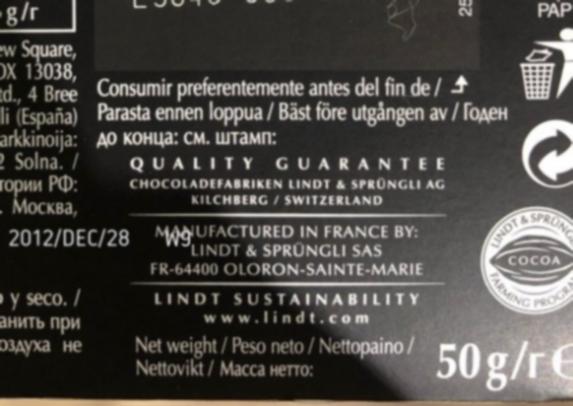 g/r
ew Square,
OX 13038,
td., 4 Bree
li (España)
arkkinoija:
2 Solna. /
тории РФ:
. Москва,
25
PAP
Consumir preferentemente antes del fin de /
Parasta ennen loppua / Bäst före utgången av / Годен
до конца: см. штамп:
QUALITY GUARANTEE
CHOCOLADEFABRIKEN LINDT & SPRÜNGLI AG
KILCHBERG / SWITZERLAND
2012/DEC/28 W9
MANUFACTURED IN FRANCE BY:
LINDT & SPRÜNGLI SAS
FR-64400 OLORON-SAINTE-MARIE
LINDT SUSTAINABILITY
www.lindt.com
LINDT & SPRÜNG
COCOA
FARMING PROGRA
o y seco. /
анить при
оздуха не
Net weight / Peso neto / Nettopaino /
Nettovikt / Масса нетто:
50 g/г e